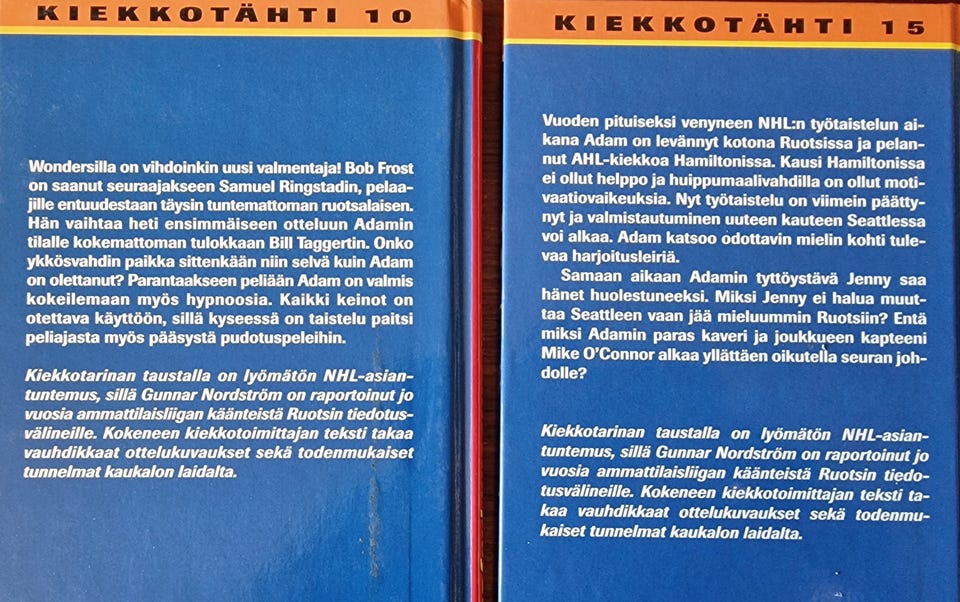 KIEKKOTÄHTI 10
Wondersilla on vihdoinkin uusi valmentaja! Bob Frost
on saanut seuraajakseen Samuel Ringstadin, pelaa-
jille entuudestaan täysin tuntemattoman ruotsalaisen.
Hän vaihtaa heti ensimmäiseen otteluun Adamin
tilalle kokemattoman tulokkaan Bill Taggertin. Onko
ykkösvahdin paikka sittenkään niin selvä kuin Adam
on olettanut? Parantaakseen peliään Adam on valmis
kokeilemaan myös hypnoosia. Kaikki keinot on
otettava käyttöön, sillä kyseessä on taistelu paitsi
peliajasta myös pääsystä pudotuspeleihin.
Kiekkotarinan taustalla on lyömätön NHL-asian-
tuntemus, sillä Gunnar Nordström on raportoinut jo
vuosia ammattilaisliigan käänteistä Ruotsin tiedotus-
välineille. Kokeneen kiekkotoimittajan teksti takaa
vauhdikkaat ottelukuvaukset sekä todenmukaiset
tunnelmat kaukalon laidalta.
KIEKKOTÄHTI 15
Vuoden pituiseksi venyneen NHL:n työtaistelun ai-
kana Adam on levännyt kotona Ruotsissa ja pelan-
nut AHL-kiekkoa Hamiltonissa. Kausi Hamiltonissa
ei ollut helppo ja huippumaalivahdilla on ollut moti-
vaatiovaikeuksia. Nyt työtaistelu on viimein päätty-
nyt ja valmistautuminen uuteen kauteen Seattlessa
voi alkaa. Adam katsoo odottavin mielin kohti tule-
vaa harjoitusleiriä.
Samaan aikaan Adamin tyttöystävä Jenny saa
hänet huolestuneeksi. Miksi Jenny ei halua muut-
taa Seattleen vaan jää mieluummin Ruotsiin? Entä
miksi Adamin paras kaveri ja joukkueen kapteeni
Mike O'Connor alkaa yllättäen oikutella seuran joh-
dolle?
Kiekkotarinan taustalla on lyömätön NHL-asian-
tuntemus, sillä Gunnar Nordström on raportoinut jo
vuosia ammattilaisliigan käänteistä Ruotsin tiedo-
tusvälineille. Kokeneen kiekkotoimittajan teksti ta-
kaa vauhdikkaat ottelukuvaukset sekä todenmu-
kaiset tunnelmat kaukalon laidalta.